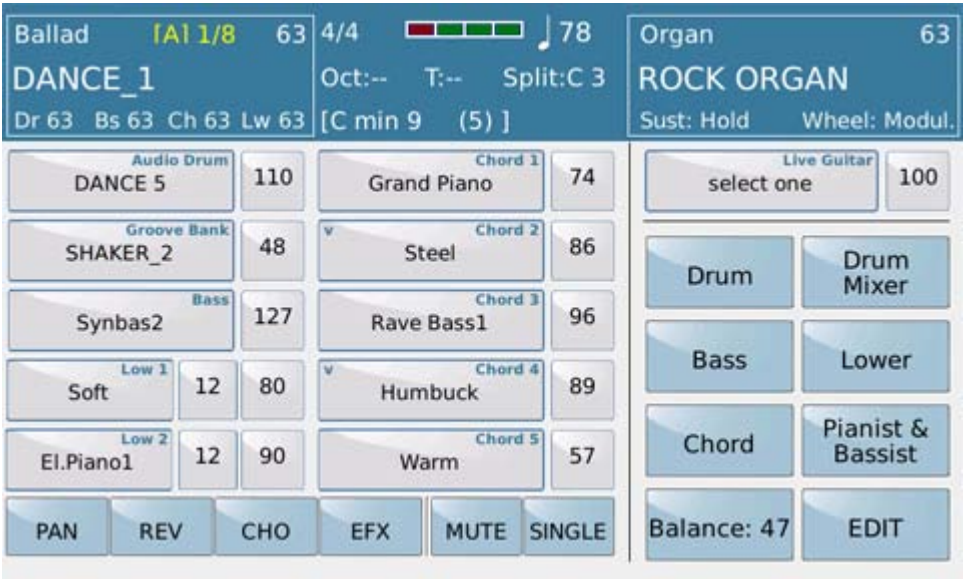 Ballad [A] 1/8 63
DANCE_1
Dr 63 Bs 63 Ch 63 Lw 63
4/4 ♩ 78
Oct:-- T:-- Split:C 3
[C min 9 (5) ]
Organ 63
ROCK ORGAN
Sust: Hold Wheel: Modul.
Audio Drum
DANCE 5 110
Groove Bank
SHAKER_2 48
Bass
Synbas2 127
Low 1
Soft 12 80
Low 2
El.Piano1 12 90
Chord 1
Grand Piano 74
v Chord 2
Steel 86
Chord 3
Rave Bass1 96
v Chord 4
Humbuck 89
Chord 5
Warm 57
Live Guitar
select one 100
Drum
Drum
Mixer
Bass
Lower
Chord
Pianist &
Bassist
Balance: 47
EDIT
PAN REV CHO EFX MUTE SINGLE